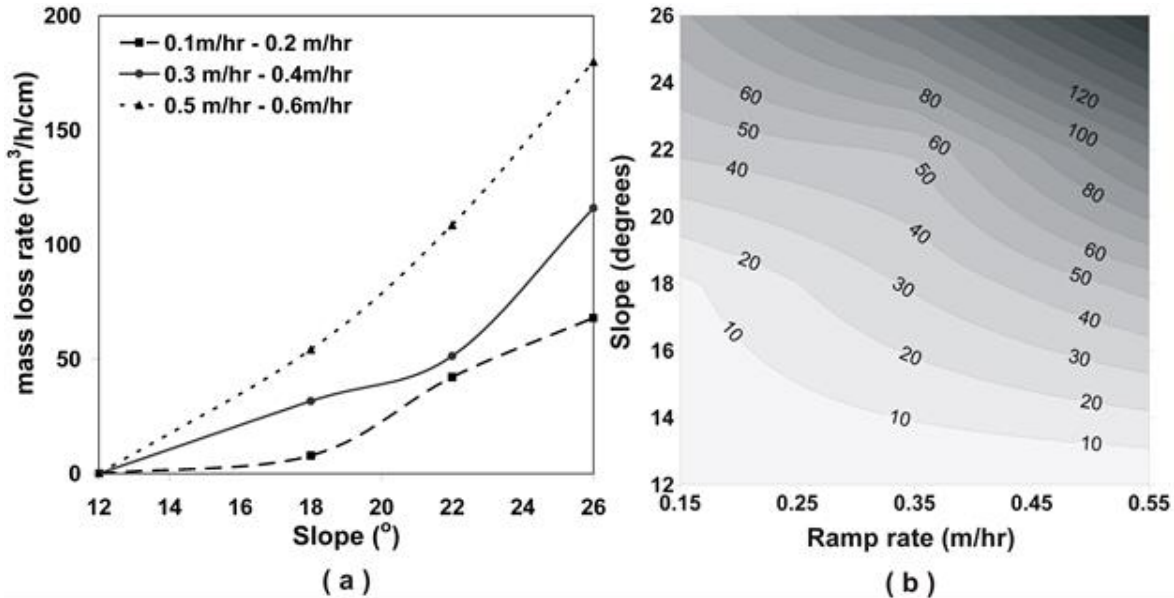 200
150
100
50
0
mass loss rate (cm³/h/cm)
0.1m/hr - 0.2 m/hr
0.3 m/hr - 0.4m/hr
0.5 m/hr - 0.6m/hr
12 14 16 18 20 22 24 26
Slope (°)
( a )
26
24
22
20
18
16
14
12
Slope (degrees)
60 80 120
50 60 100
40 50 80
20 40 60
30 50
40
10 20 30
20
10 10
0.15 0.25 0.35 0.45 0.55
Ramp rate (m/hr)
( b )